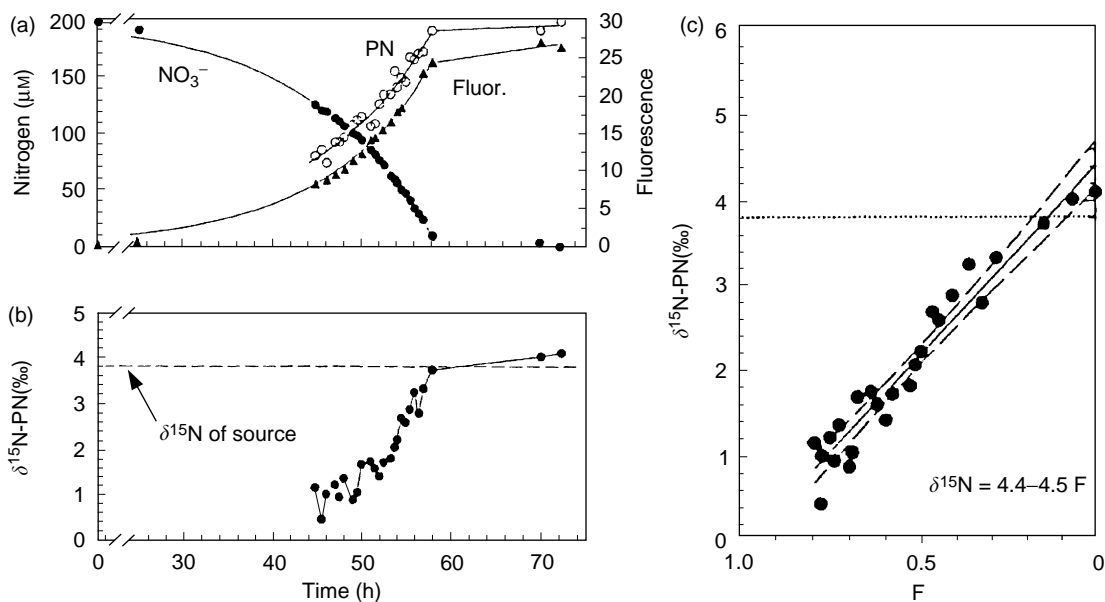 (a)
200
150
100
50
0
Nitrogen (μM)
NO₃⁻
PN
Fluor.
30
25
20
15
10
5
0
Fluorescence
(b)
5
4
3
2
1
0
δ¹⁵N-PN(‰)
δ¹⁵N of source
0 30 40 50 60 70
Time (h)
(c)
6
5
4
3
2
1
0
δ¹⁵N-PN(‰)
δ¹⁵N = 4.4–4.5 F
1.0 0.5 0
F